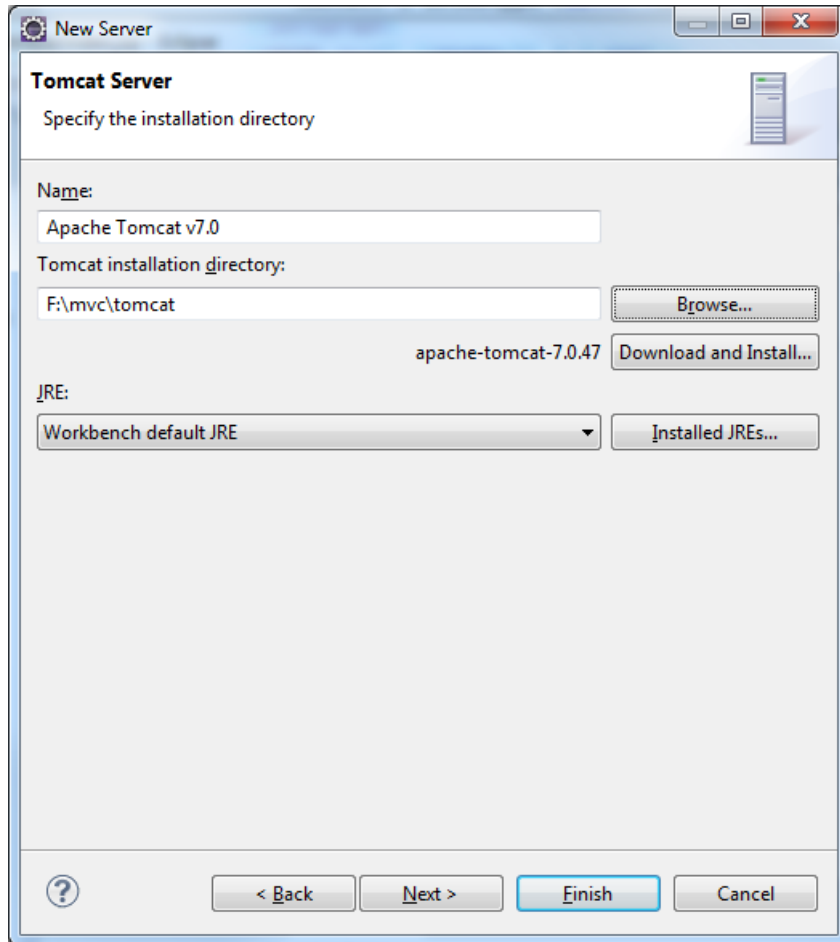 New Server
Tomcat Server
Specify the installation directory
Name:
Apache Tomcat v7.0
Tomcat installation directory:
F:\mvc\tomcat
Browse...
apache-tomcat-7.0.47 Download and Install...
JRE:
Workbench default JRE
Installed JREs...
< Back Next > Finish Cancel